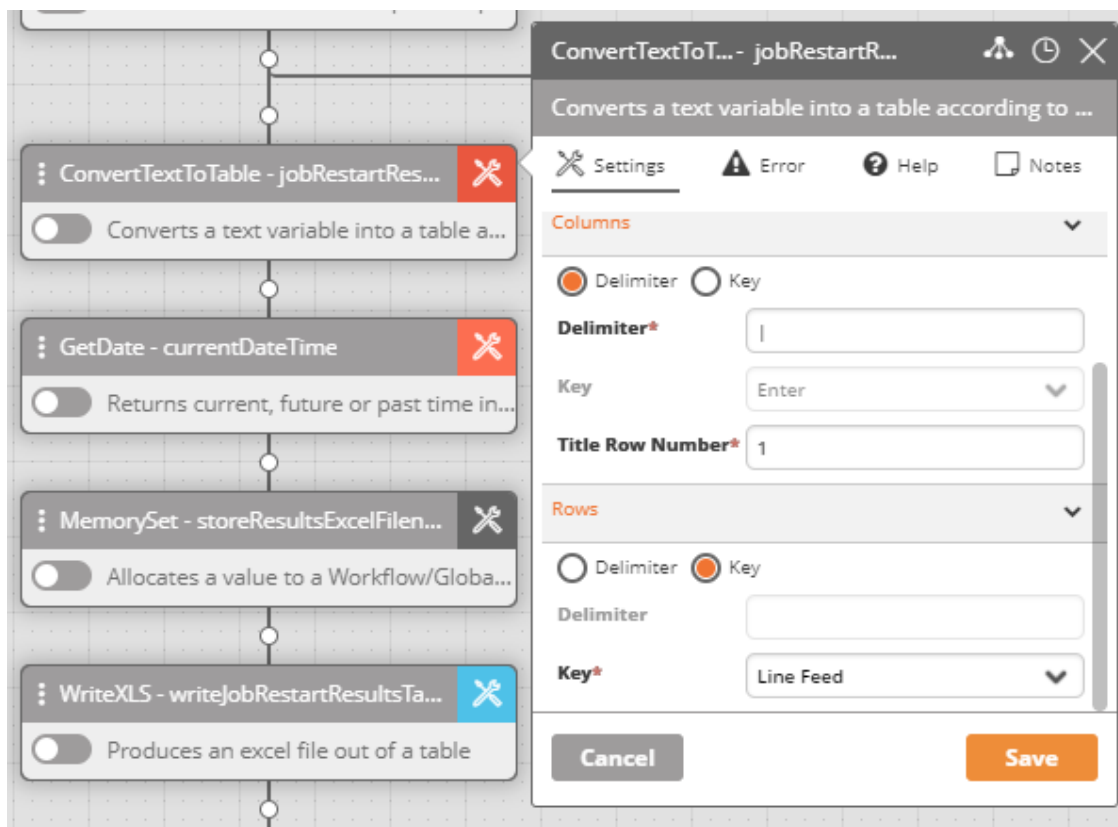 ConvertTextToT...- jobRestartR...
Converts a text variable into a table according to ...
Settings
Error
Help
Notes
Columns
Delimiter
Key
Delimiter*
|
Key
Enter
Title Row Number*
1
Rows
Delimiter
Key
Delimiter
Key*
Line Feed
Cancel
Save
ConvertTextToTable - jobRestartRes...
Converts a text variable into a table a...
GetDate - currentDateTime
Returns current, future or past time in...
MemorySet - storeResultsExcelFilen...
Allocates a value to a Workflow/Globa...
WriteXLS - writeJobRestartResultsTa...
Produces an excel file out of a table